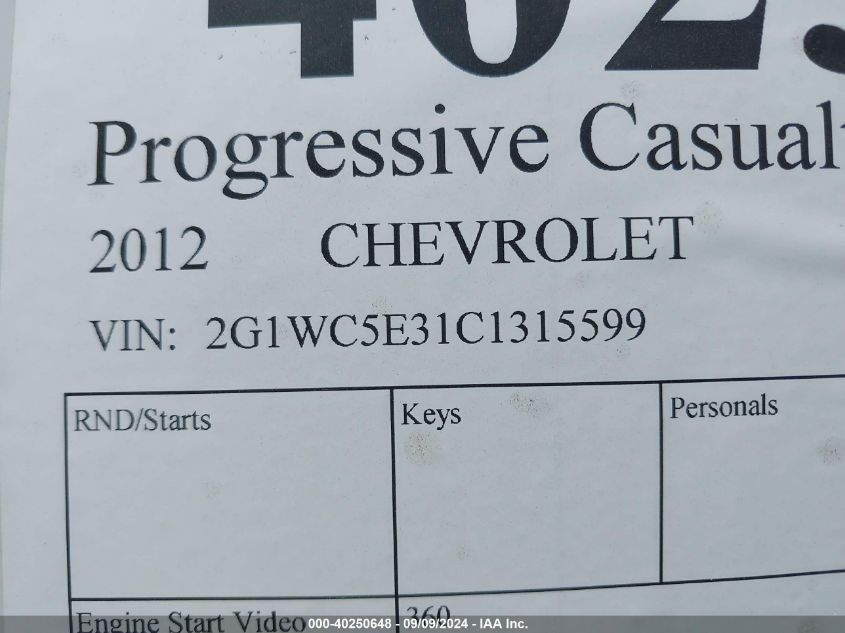 402
Progressive Casual
2012 CHEVROLET
VIN: 2G1WC5E31C1315599
RND/Starts Keys Personals
Engine Start Video 360
000-40250648 - 09/09/2024 - IAA Inc.